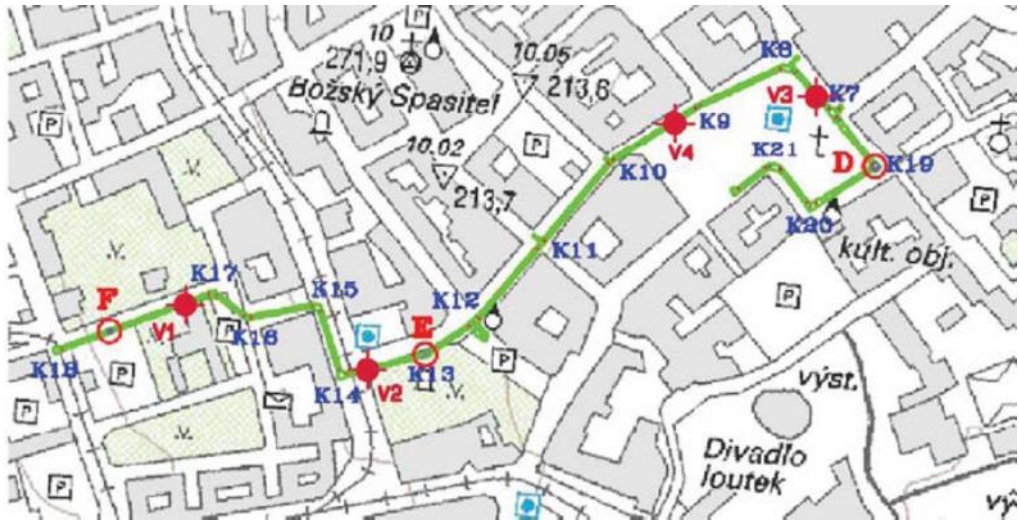 10
271,9
Božský Spasitel
10.05
213,6
10.02
213,7
P
P
P
P
P
P
P
P
P
P
P
K8
V3
K7
K9
V4
K21
D
K19
K10
K20
kult. obj.
K11
K12
K17
K15
F
V1
K16
K18
E
K13
K14
V2
výst.
Divadlo
loutek
vý